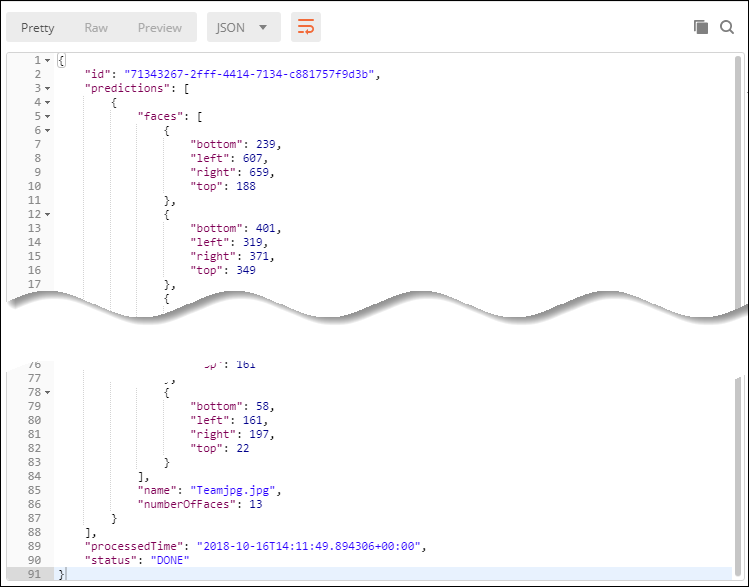 Pretty Raw Preview JSON
1 {
2 "id": "71343267-2fff-4414-7134-c881757f9d3b",
3 "predictions": [
4 {
5 "faces": [
6 {
7 "bottom": 239,
8 "left": 607,
9 "right": 659,
10 "top": 188
11 },
12 {
13 "bottom": 401,
14 "left": 319,
15 "right": 371,
16 "top": 349
17 },
{
76 "top": 161
77 },
78 {
79 "bottom": 58,
80 "left": 161,
81 "right": 197,
82 "top": 22
83 }
84 ],
85 "name": "Teamjpg.jpg",
86 "numberOfFaces": 13
87 }
88 ],
89 "processedTime": "2018-10-16T14:11:49.894306+00:00",
90 "status": "DONE"
91 }